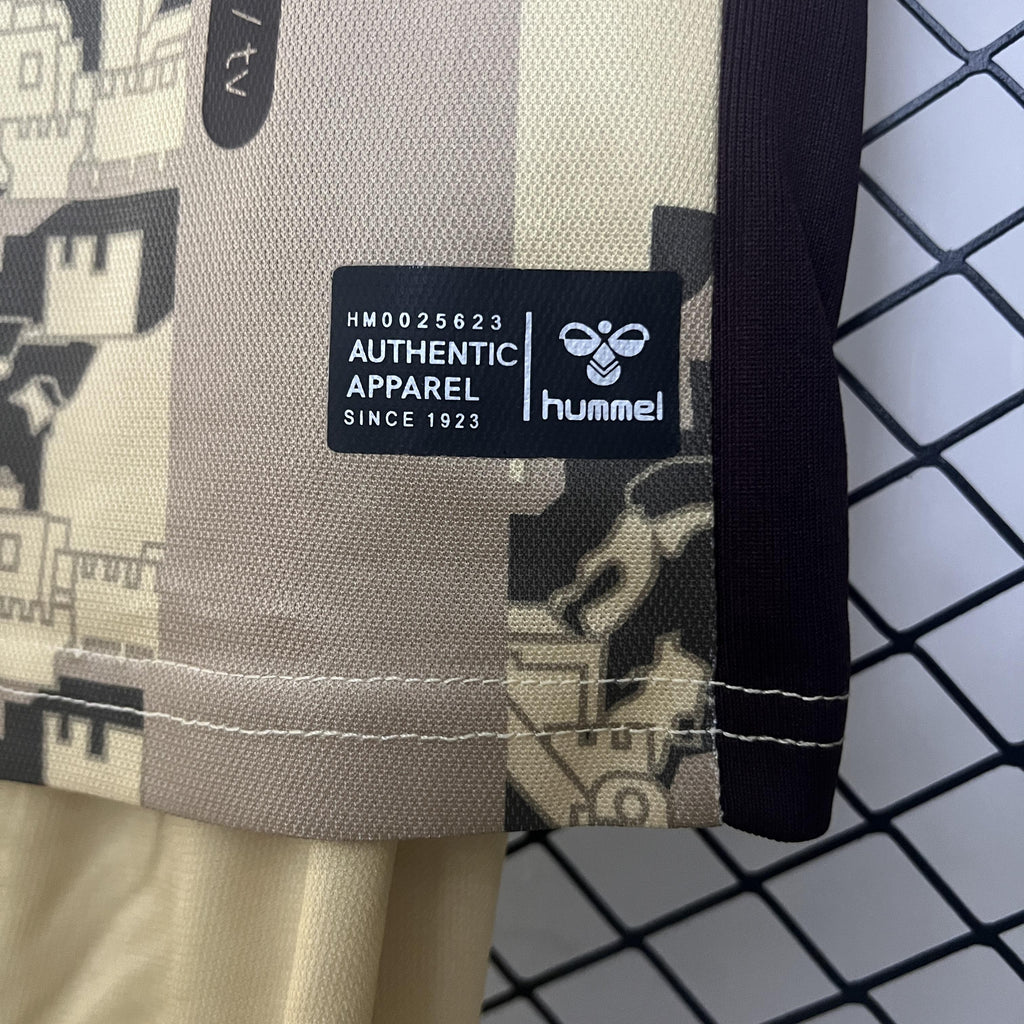 /tv
HM0025623
AUTHENTIC
APPAREL
SINCE 1923
hummel